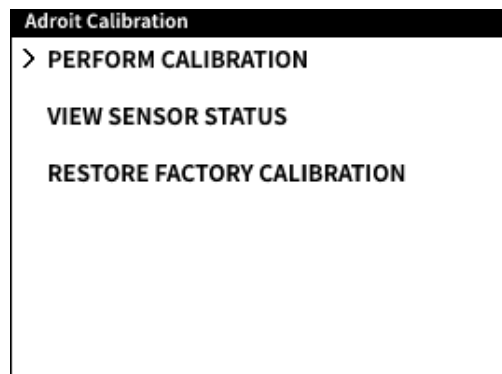 Adroit Calibration
> PERFORM CALIBRATION
VIEW SENSOR STATUS
RESTORE FACTORY CALIBRATION